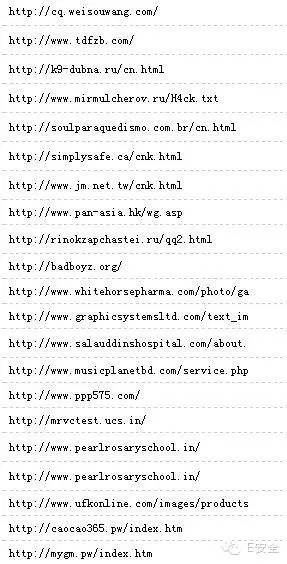 http://cq.weisouwang.com/
http://www.tdfzb.com/
http://k9-dubna.ru/cn.html
http://www.mirmulcherov.ru/H4ck.txt
http://soulparaquedismo.com.br/cn.html
http://simplysafe.ca/cnk.html
http://www.jm.net.tw/cnk.html
http://www.pan-asia.hk/wg.asp
http://rinokzapchastei.ru/qq2.html
http://badboyz.org/
http://www.whitehorsepharma.com/photo/ga
http://www.graphicsystemsltd.com/text_im
http://www.salauddinshospital.com/about.
http://www.musicplanetbd.com/service.php
http://www.ppp575.com/
http://mrvctest.ucs.in/
http://www.pearlrosaryschool.in/
http://www.pearlrosaryschool.in/
http://www.ufkonline.com/images/products
http://caocao365.pw/index.htm
http://mygm.pw/index.htm
E安全